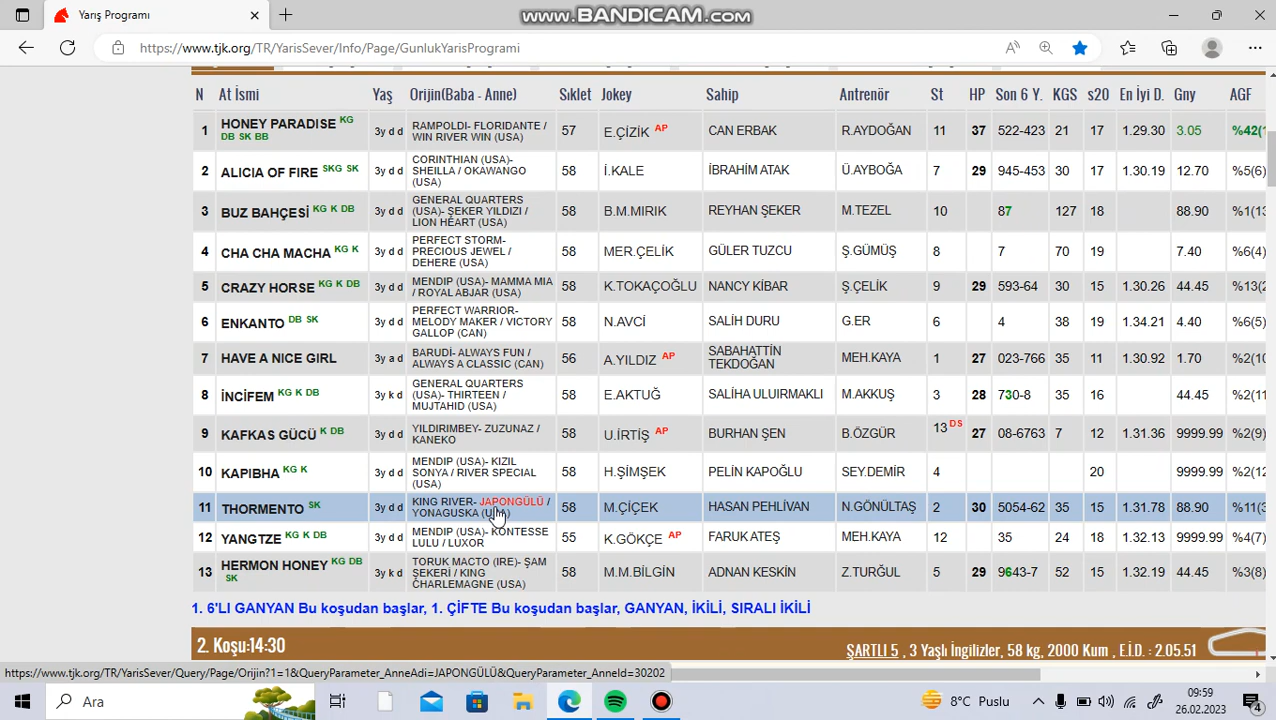 Yarış Programı
www.BANDICAM.com
https://www.tjk.org/TR/YarisSever/Info/Page/GunlukYarisProgrami
N At İsmi Yaş Orijin(Baba - Anne) Sıklet Jokey Sahip Antrenör St HP Son 6 Y. KGS s20 En İyi D. Gny AGF
1 HONEY PARADISE KG DB SK BB 3y d d RAMPOLDI- FLORIDANTE / WIN RIVER WIN (USA) 57 E.ÇİZİK AP CAN ERBAK R.AYDOĞAN 11 37 522-423 21 17 1.29.30 3.05 %42(1
2 ALICIA OF FIRE SKG SK 3y d d CORINTHIAN (USA)- SHEILLA / OKAWANGO (USA) 58 İ.KALE İBRAHİM ATAK Ü.AYBOĞA 7 29 945-453 30 17 1.30.19 12.70 %5(6)
3 BUZ BAHÇESİ KG K DB 3y d d GENERAL QUARTERS (USA)- ŞEKER YILDIZI / LION HEART (USA) 58 B.M.MIRIK REYHAN ŞEKER M.TEZEL 10 87 127 18 88.90 %1(13
4 CHA CHA MACHA KG K 3y d d PERFECT STORM- PRECIOUS JEWEL / DEHERE (USA) 58 MER.ÇELİK GÜLER TUZCU Ş.GÜMÜŞ 8 7 70 19 7.40 %6(4)
5 CRAZY HORSE KG K DB 3y d d MENDIP (USA)- MAMMA MIA / ROYAL ABJAR (USA) 58 K.TOKAÇOĞLU NANCY KİBAR Ş.ÇELİK 9 29 593-64 30 15 1.30.26 44.45 %13(2
6 ENKANTO DB SK 3y d d PERFECT WARRIOR- MELODY MAKER / VICTORY GALLOP (CAN) 58 N.AVCİ SALİH DURU G.ER 6 4 38 19 1.34.21 4.40 %6(5)
7 HAVE A NICE GIRL 3y a d BARUDİ- ALWAYS FUN / ALWAYS A CLASSIC (CAN) 56 A.YILDIZ AP SABAHATTİN TEKDOĞAN MEH.KAYA 1 27 023-766 35 11 1.30.92 1.70 %2(10
8 İNCİFEM KG K DB 3y k d GENERAL QUARTERS (USA)- THIRTEEN / MUJTAHID (USA) 58 E.AKTUĞ SALİHA ULUIRMAKLI M.AKKUŞ 3 28 730-8 35 16 44.45 %2(11
9 KAFKAS GÜCÜ K DB 3y d d YILDIRIMBEY- ZUZUNAZ / KANEKO 58 U.İRTİŞ AP BURHAN ŞEN B.ÖZGÜR 13 DS 27 08-6763 7 12 1.31.36 9999.99 %2(9)
10 KAPIBHA KG K 3y d d MENDIP (USA)- KIZIL SONYA / RIVER SPECIAL (USA) 58 H.ŞİMŞEK PELİN KAPOĞLU SEY.DEMİR 4 20 9999.99 %2(12
11 THORMENTO SK 3y d d KING RIVER- JAPONGÜLÜ / YONAGUSKA (USA) 58 M.ÇİÇEK HASAN PEHLİVAN N.GÖNÜLTAŞ 2 30 5054-62 35 15 1.31.78 88.90 %11(3
12 YANGTZE KG K DB 3y d d MENDIP (USA)- KONTESSE LULU / LUXOR 55 K.GÖKÇE AP FARUK ATEŞ MEH.KAYA 12 35 24 18 1.32.13 9999.99 %4(7)
13 HERMON HONEY KG DB SK 3y k d TORUK MACTO (IRE)- ŞAM ŞEKERİ / KING CHARLEMAGNE (USA) 58 M.M.BİLGİN ADNAN KESKİN Z.TURĞUL 5 29 9643-7 52 15 1.32.19 44.45 %3(8)
1. 6'LI GANYAN Bu koşudan başlar, 1. ÇİFTE Bu koşudan başlar, GANYAN, İKİLİ, SIRALI İKİLİ
2. Koşu:14:30 ŞARTLI 5 , 3 Yaşlı İngilizler, 58 kg, 2000 Kum , E.İ.D. : 2.05.51
https://www.tjk.org/TR/YarisSever/Query/Page/Orijin?1=1&QueryParameter_AnneAdi=JAPONGÜLÜ&QueryParameter_AnneId=30202
Ara
8°C Puslu
09:59
26.02.2023
4